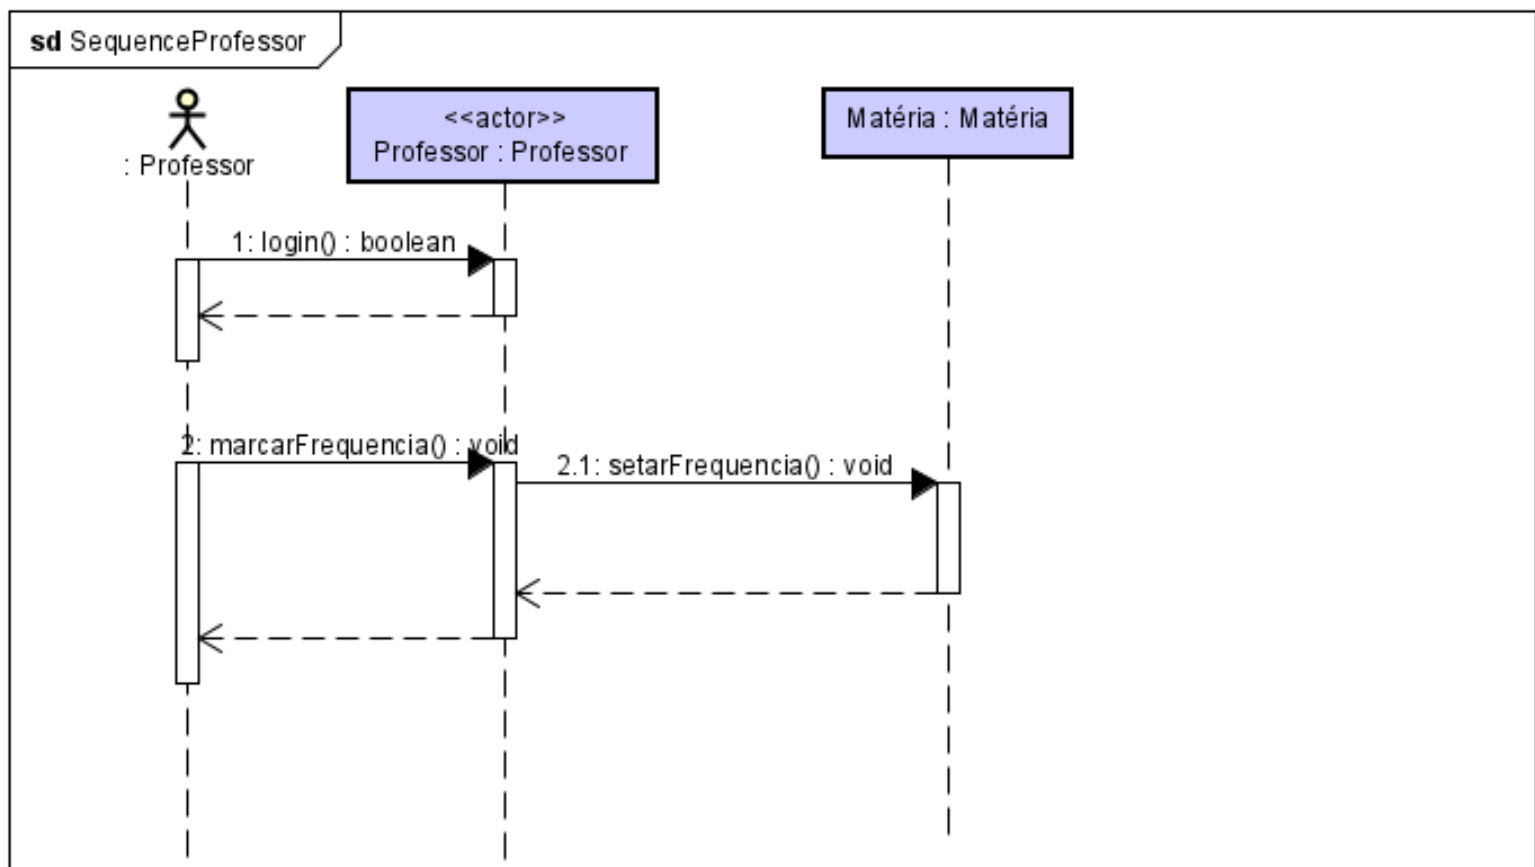 sd SequenceProfessor
: Professor
<<actor>>
Professor : Professor
Matéria : Matéria
1: login() : boolean
2: marcarFrequencia() : void
2.1: setarFrequencia() : void